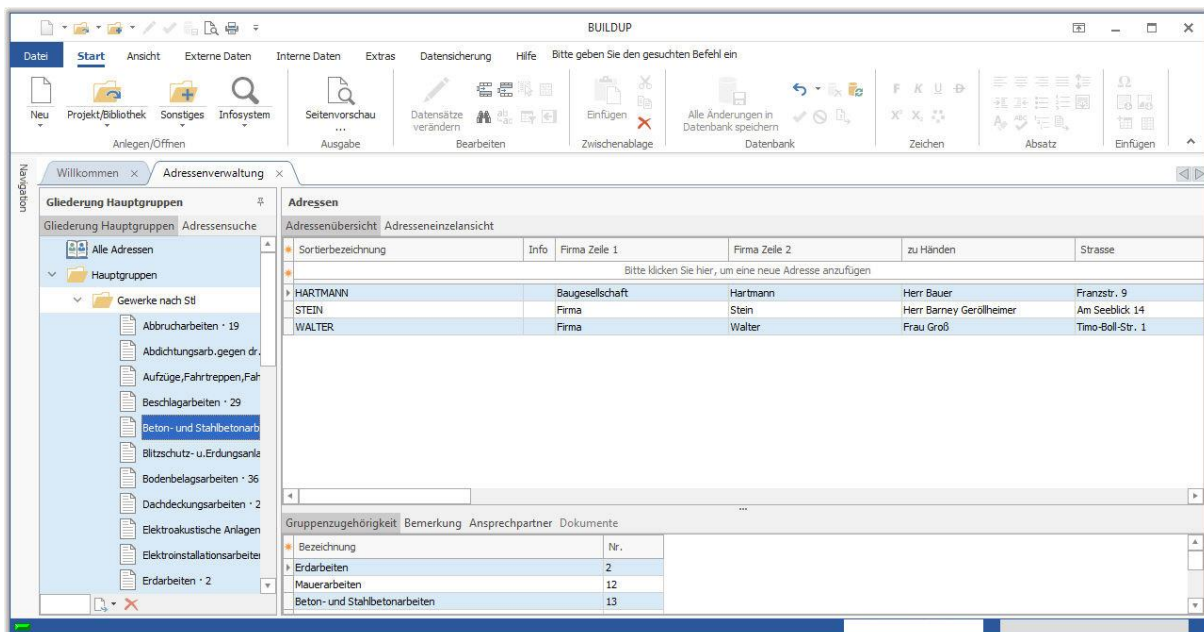 BUILDUP
Datei Start Ansicht Externe Daten Interne Daten Extras Datensicherung Hilfe Bitte geben Sie den gesuchten Befehl ein
Neu Projekt/Bibliothek Sonstiges Infosystem Seitenvorschau ... Datensätze verändern Einfügen Alle Änderungen in Datenbank speichern
F K U D
Anlegen/Öffnen Ausgabe Bearbeiten Zwischenablage Datenbank Zeichen Absatz Einfügen
Navigation
Willkommen × Adressenverwaltung ×
Gliederung Hauptgruppen
Gliederung Hauptgruppen Adressensuche
Alle Adressen
Hauptgruppen
Gewerke nach Stl
Abbrucharbeiten · 19
Abdichtungsarb.gegen dr.
Aufzüge,Fahrtreppen,Fah
Beschlagarbeiten · 29
Beton- und Stahlbetonarb
Blitzschutz- u.Erdungsanla
Bodenbelagsarbeiten · 36
Dachdeckungsarbeiten · 2
Elektroakustische Anlagen
Elektroinstallationsarbeiten
Erdarbeiten · 2
Adressen
Adressenübersicht Adresseneinzelansicht
Sortierbezeichnung Info Firma Zeile 1 Firma Zeile 2 zu Händen Strasse
Bitte klicken Sie hier, um eine neue Adresse anzufügen
HARTMANN Baugesellschaft Hartmann Herr Bauer Franzstr. 9
STEIN Firma Stein Herr Barney Geröllheimer Am Seeblick 14
WALTER Firma Walter Frau Groß Timo-Boll-Str. 1
Gruppenzugehörigkeit Bemerkung Ansprechpartner Dokumente
Bezeichnung Nr.
Erdarbeiten 2
Mauerarbeiten 12
Beton- und Stahlbetonarbeiten 13